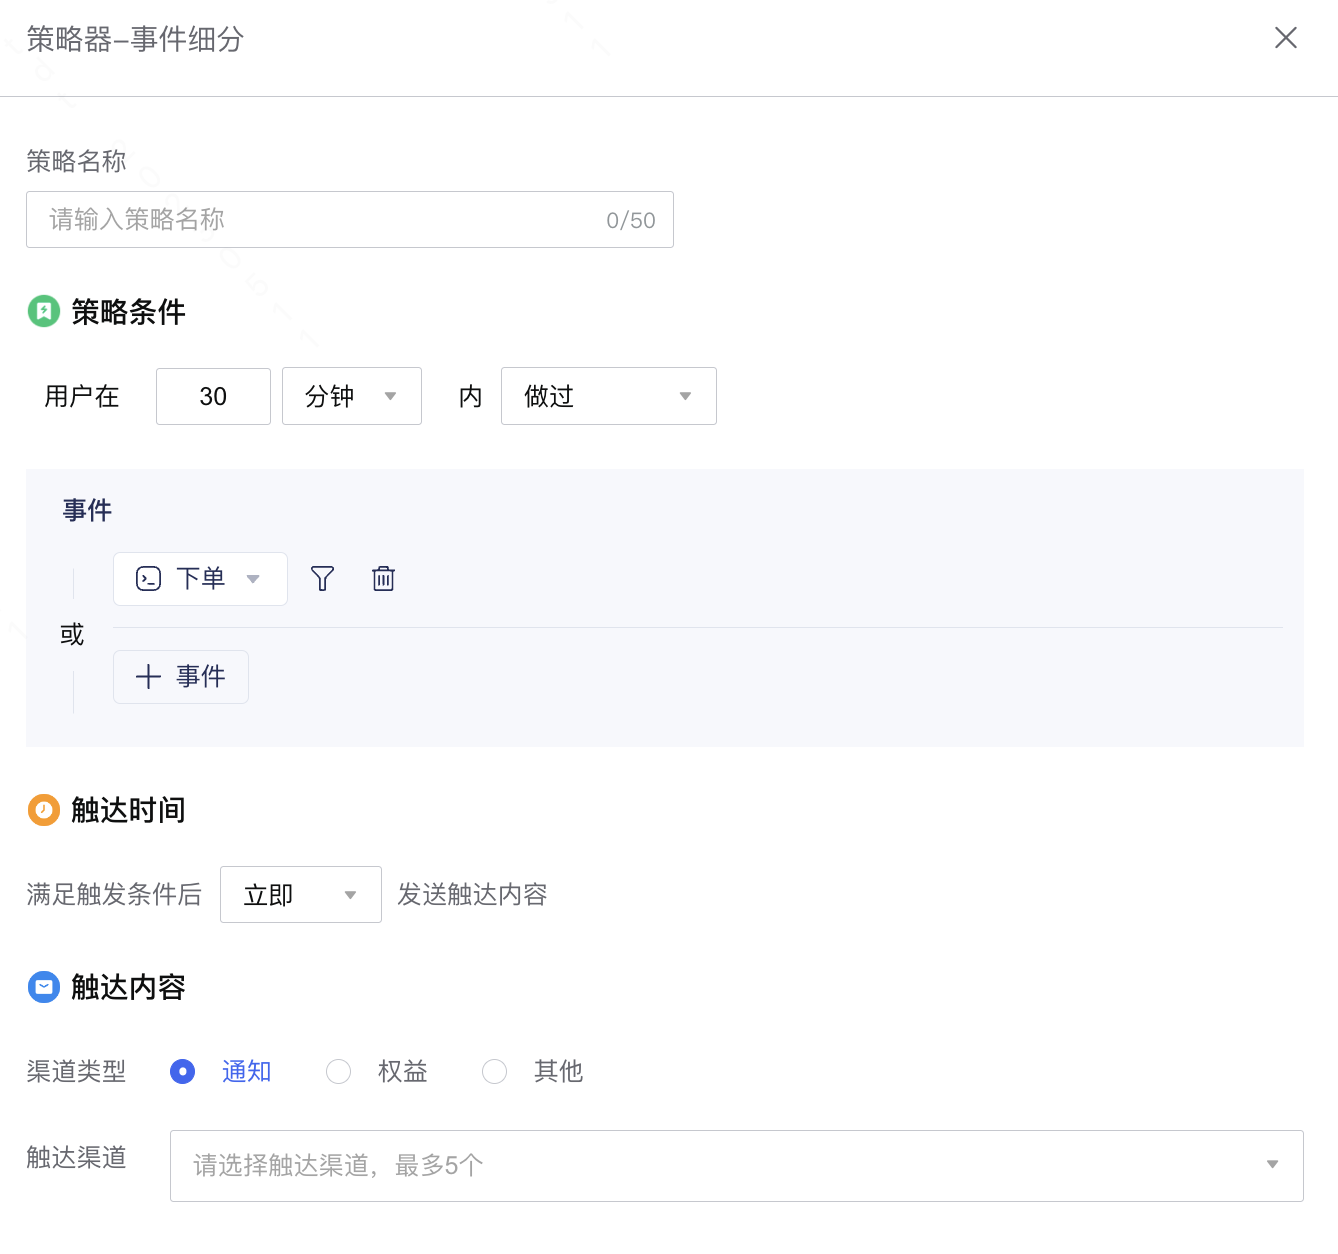 策略器-事件细分
策略名称
请输入策略名称 0/50
策略条件
用户在 30 分钟 内 做过
事件
下单
或
事件
触达时间
满足触发条件后 立即 发送触达内容
触达内容
渠道类型 通知 权益 其他
触达渠道 请选择触达渠道，最多5个